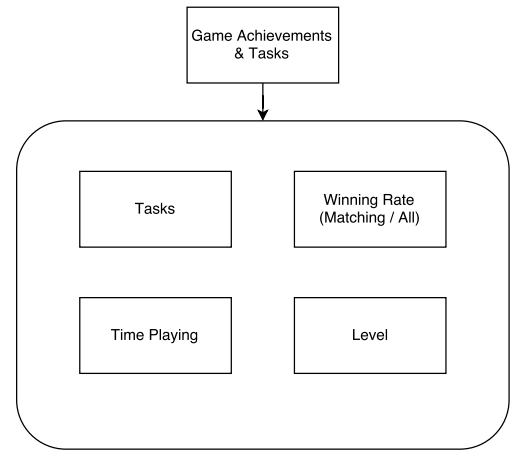 Game Achievements
& Tasks
Tasks
Winning Rate
(Matching / All)
Time Playing
Level